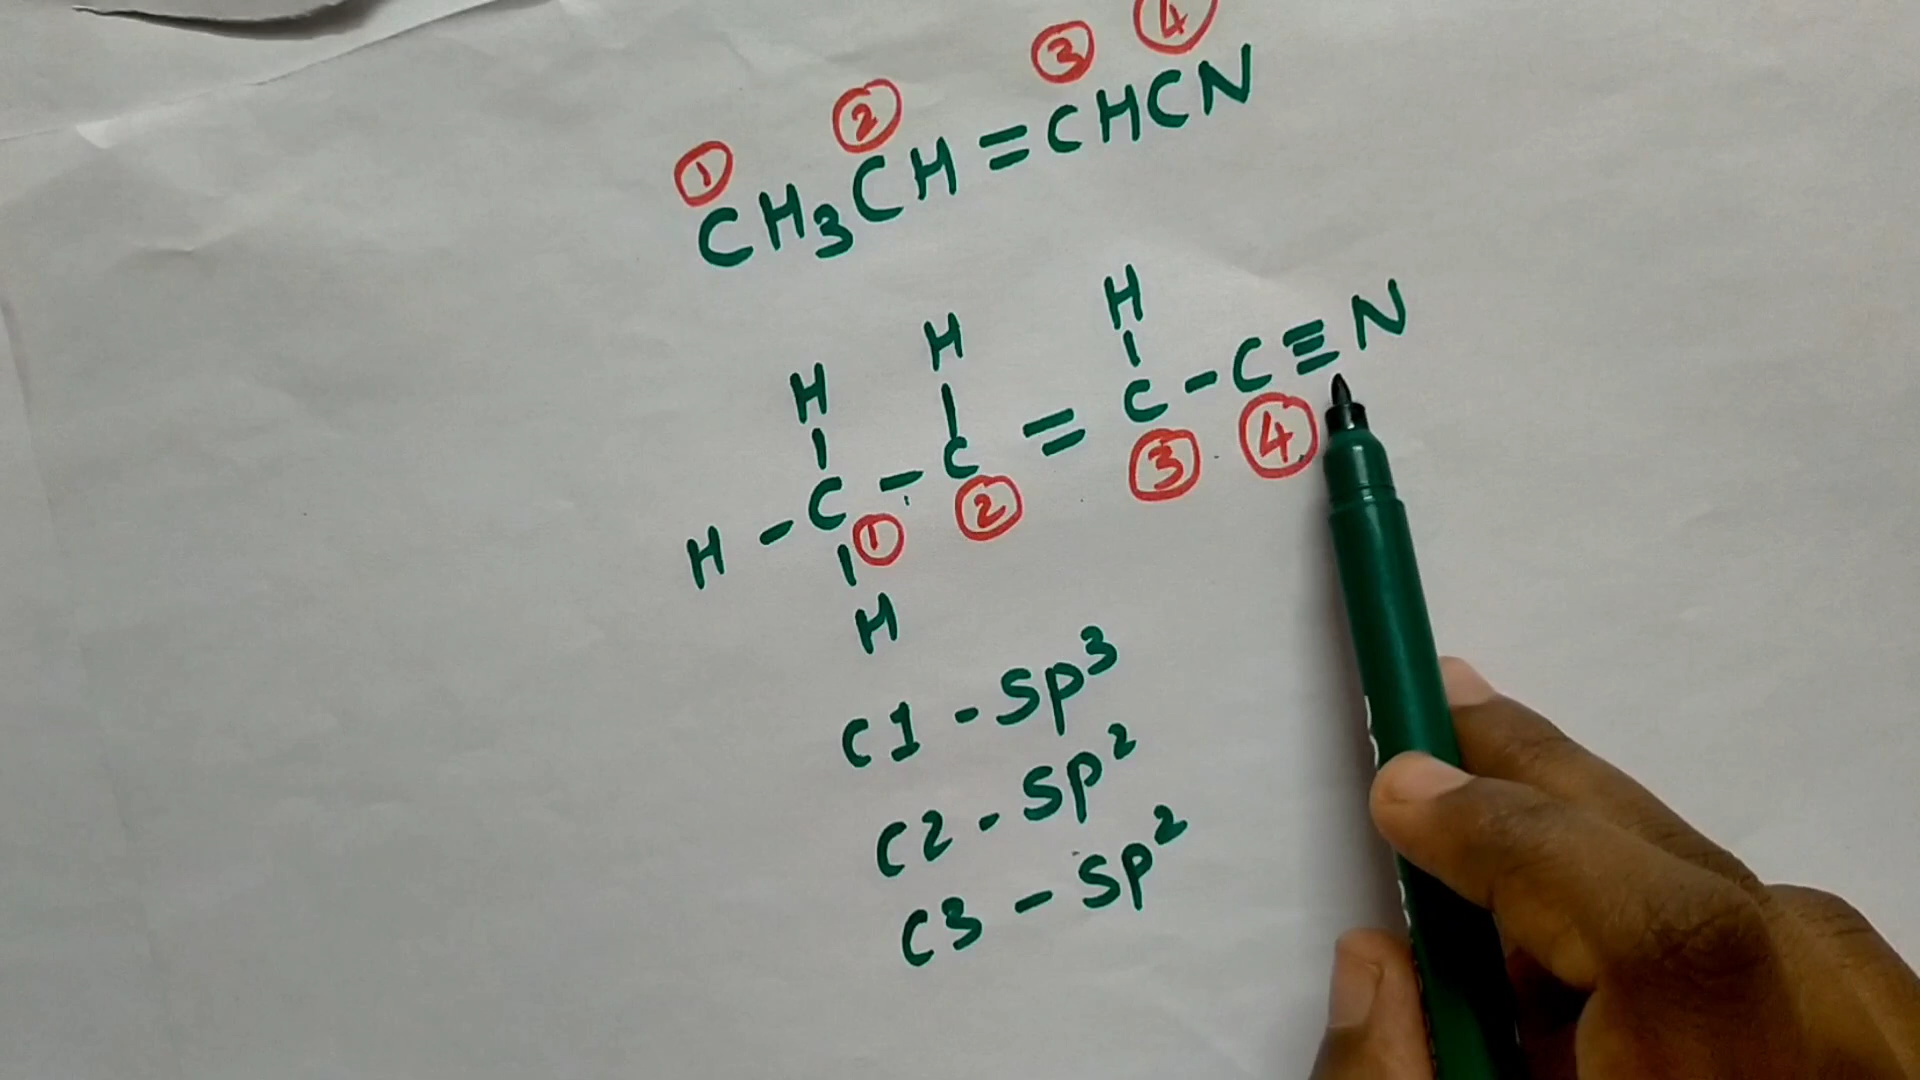 ① ② ③ ④
CH3CH=CHCN
H H H
H-C-C=C-C≡N
① ② ③ ④
H
C1 - Sp³
C2 - Sp²
C3 - Sp²